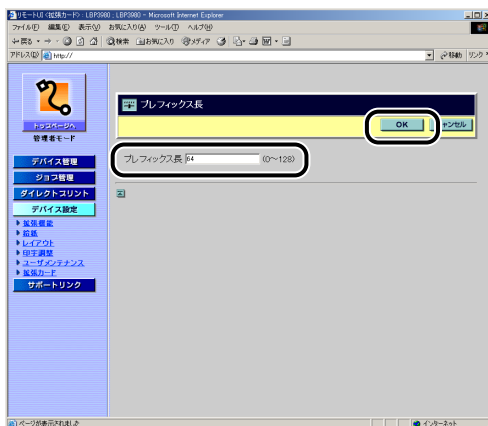 リモートUI <拡張カード> : LBP3980 ; LBP3980 - Microsoft Internet Explorer
ファイル(F) 編集(E) 表示(V) お気に入り(A) ツール(T) ヘルプ(H)
戻る 検索 お気に入り メディア
アドレス(D) http:// 移動 リンク
トップページへ
管理者モード
デバイス管理
ジョブ管理
ダイレクトプリント
デバイス設定
拡張機能
給紙
レイアウト
印字調整
ユーザメンテナンス
拡張カード
サポートリンク
プレフィックス長
OK キャンセル
プレフィックス長 64 (0～128)
ページが表示されました インターネット